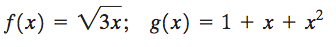 f(x) = √3x;  g(x) = 1 + x + x²